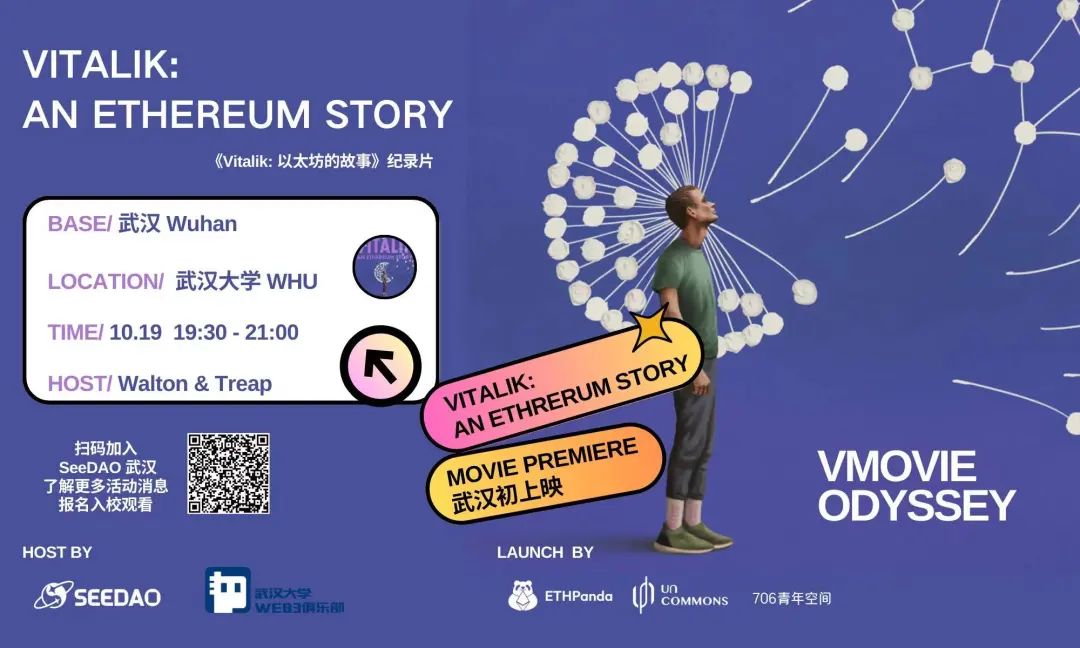 VITALIK:
AN ETHEREUM STORY
《Vitalik: 以太坊的故事》纪录片
BASE/ 武汉 Wuhan
LOCATION/ 武汉大学 WHU
TIME/ 10.19 19:30 - 21:00
HOST/ Walton & Treap
VITALIK
AN ETHEREUM STORY
VITALIK:
AN ETHRERUM STORY
MOVIE PREMIERE
武汉初上映
扫码加入
SeeDAO 武汉
了解更多活动消息
报名入校观看
VMOVIE
ODYSSEY
HOST BY
SEEDAO
武汉大学
WEB3俱乐部
LAUNCH BY
ETHPanda
UN
COMMONS
706青年空间